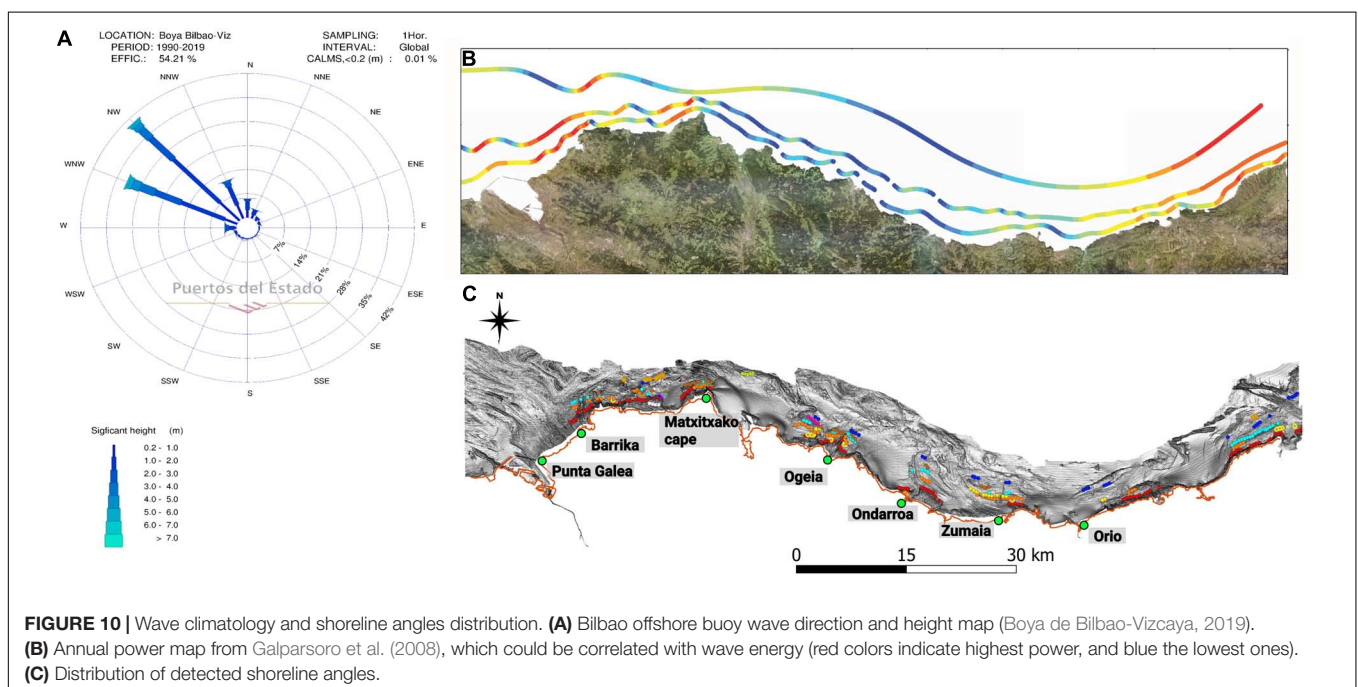 A
LOCATION: Boya Bilbao-Viz
PERIOD: 1990-2019
EFFIC.: 54.21 %
SAMPLING: 1Hor.
INTERVAL: Global
CALMS,<0.2 (m) : 0.01 %
N
NNW
NNE
NW
NE
WNW
ENE
W
E
WSW
ESE
SW
SE
SSW
SSE
S
7%
14%
21%
28%
35%
42%
Puertos del Estado
Sigficant height (m)
0.2 - 1.0
1.0 - 2.0
2.0 - 3.0
3.0 - 4.0
4.0 - 5.0
5.0 - 6.0
6.0 - 7.0
> 7.0
B
C
N
Matxitxako
cape
Barrika
Punta Galea
Ogeia
Ondarroa
Zumaia
Orio
0 15 30 km
FIGURE 10 | Wave climatology and shoreline angles distribution. (A) Bilbao offshore buoy wave direction and height map (Boya de Bilbao-Vizcaya, 2019).
(B) Annual power map from Galparsoro et al. (2008), which could be correlated with wave energy (red colors indicate highest power, and blue the lowest ones).
(C) Distribution of detected shoreline angles.